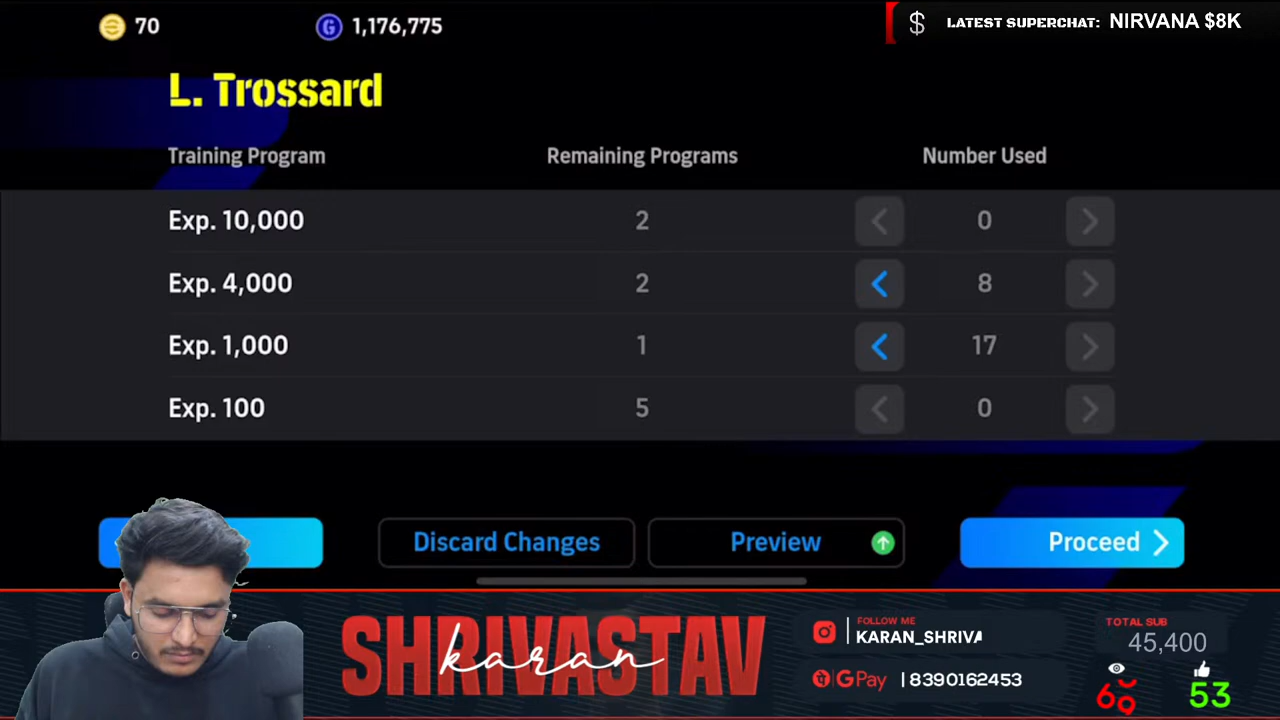 70
1,176,775
LATEST SUPERCHAT: NIRVANA $8K
L. Trossard
Training Program Remaining Programs Number Used
Exp. 10,000 2 0
Exp. 4,000 2 8
Exp. 1,000 1 17
Exp. 100 5 0
Discard Changes
Preview
Proceed
SHRIVASTAV
karan
FOLLOW ME
KARAN_SHRIVA
GPay | 8390162453
TOTAL SUB
45,400
53